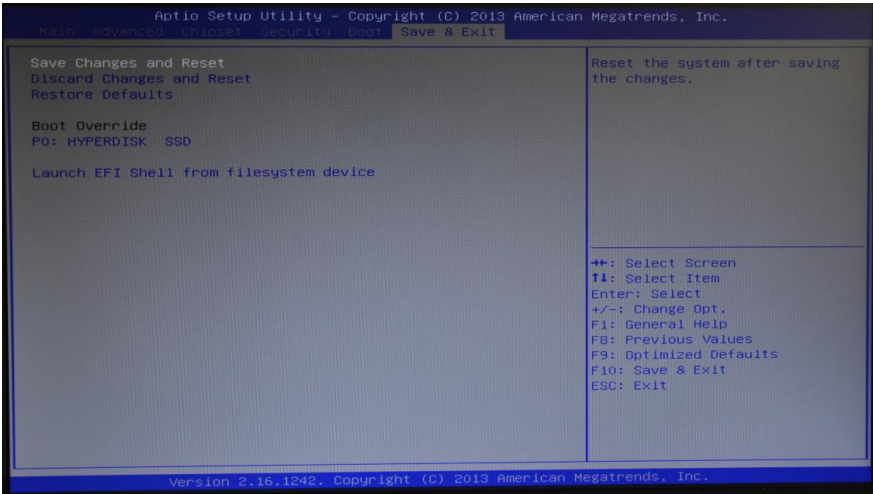 Aptio Setup Utility – Copyright (C) 2013 American Megatrends, Inc.
Main Advanced Chipset Security Boot Save & Exit
Save Changes and Reset
Discard Changes and Reset
Restore Defaults
Boot Override
P0: HYPERDISK SSD
Launch EFI Shell from filesystem device
Reset the system after saving
the changes.
→←: Select Screen
↑↓: Select Item
Enter: Select
+/-: Change Opt.
F1: General Help
F8: Previous Values
F9: Optimized Defaults
F10: Save & Exit
ESC: Exit
Version 2.16.1242. Copyright (C) 2013 American Megatrends, Inc.